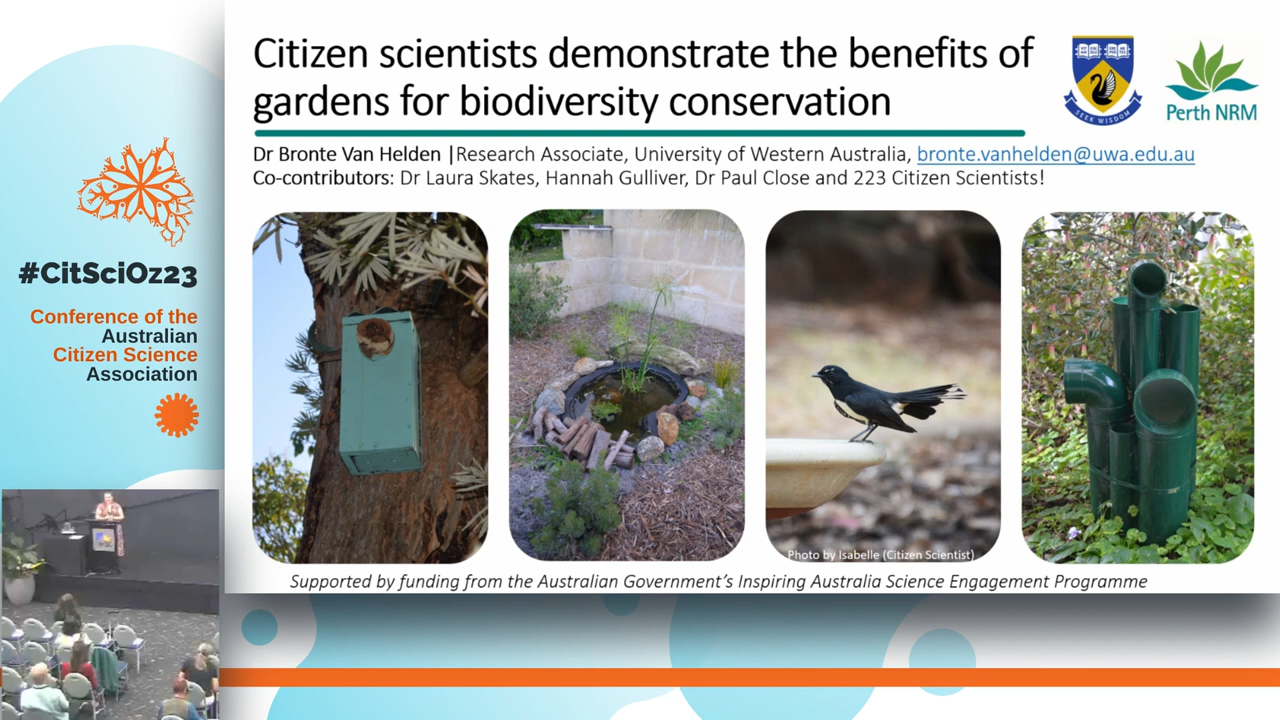 Citizen scientists demonstrate the benefits of
gardens for biodiversity conservation
SEEK WISDOM
Perth NRM
Dr Bronte Van Helden |Research Associate, University of Western Australia, bronte.vanhelden@uwa.edu.au
Co-contributors: Dr Laura Skates, Hannah Gulliver, Dr Paul Close and 223 Citizen Scientists!
#CitSciOz23
Conference of the
Australian
Citizen Science
Association
Photo by Isabelle (Citizen Scientist)
Supported by funding from the Australian Government's Inspiring Australia Science Engagement Programme